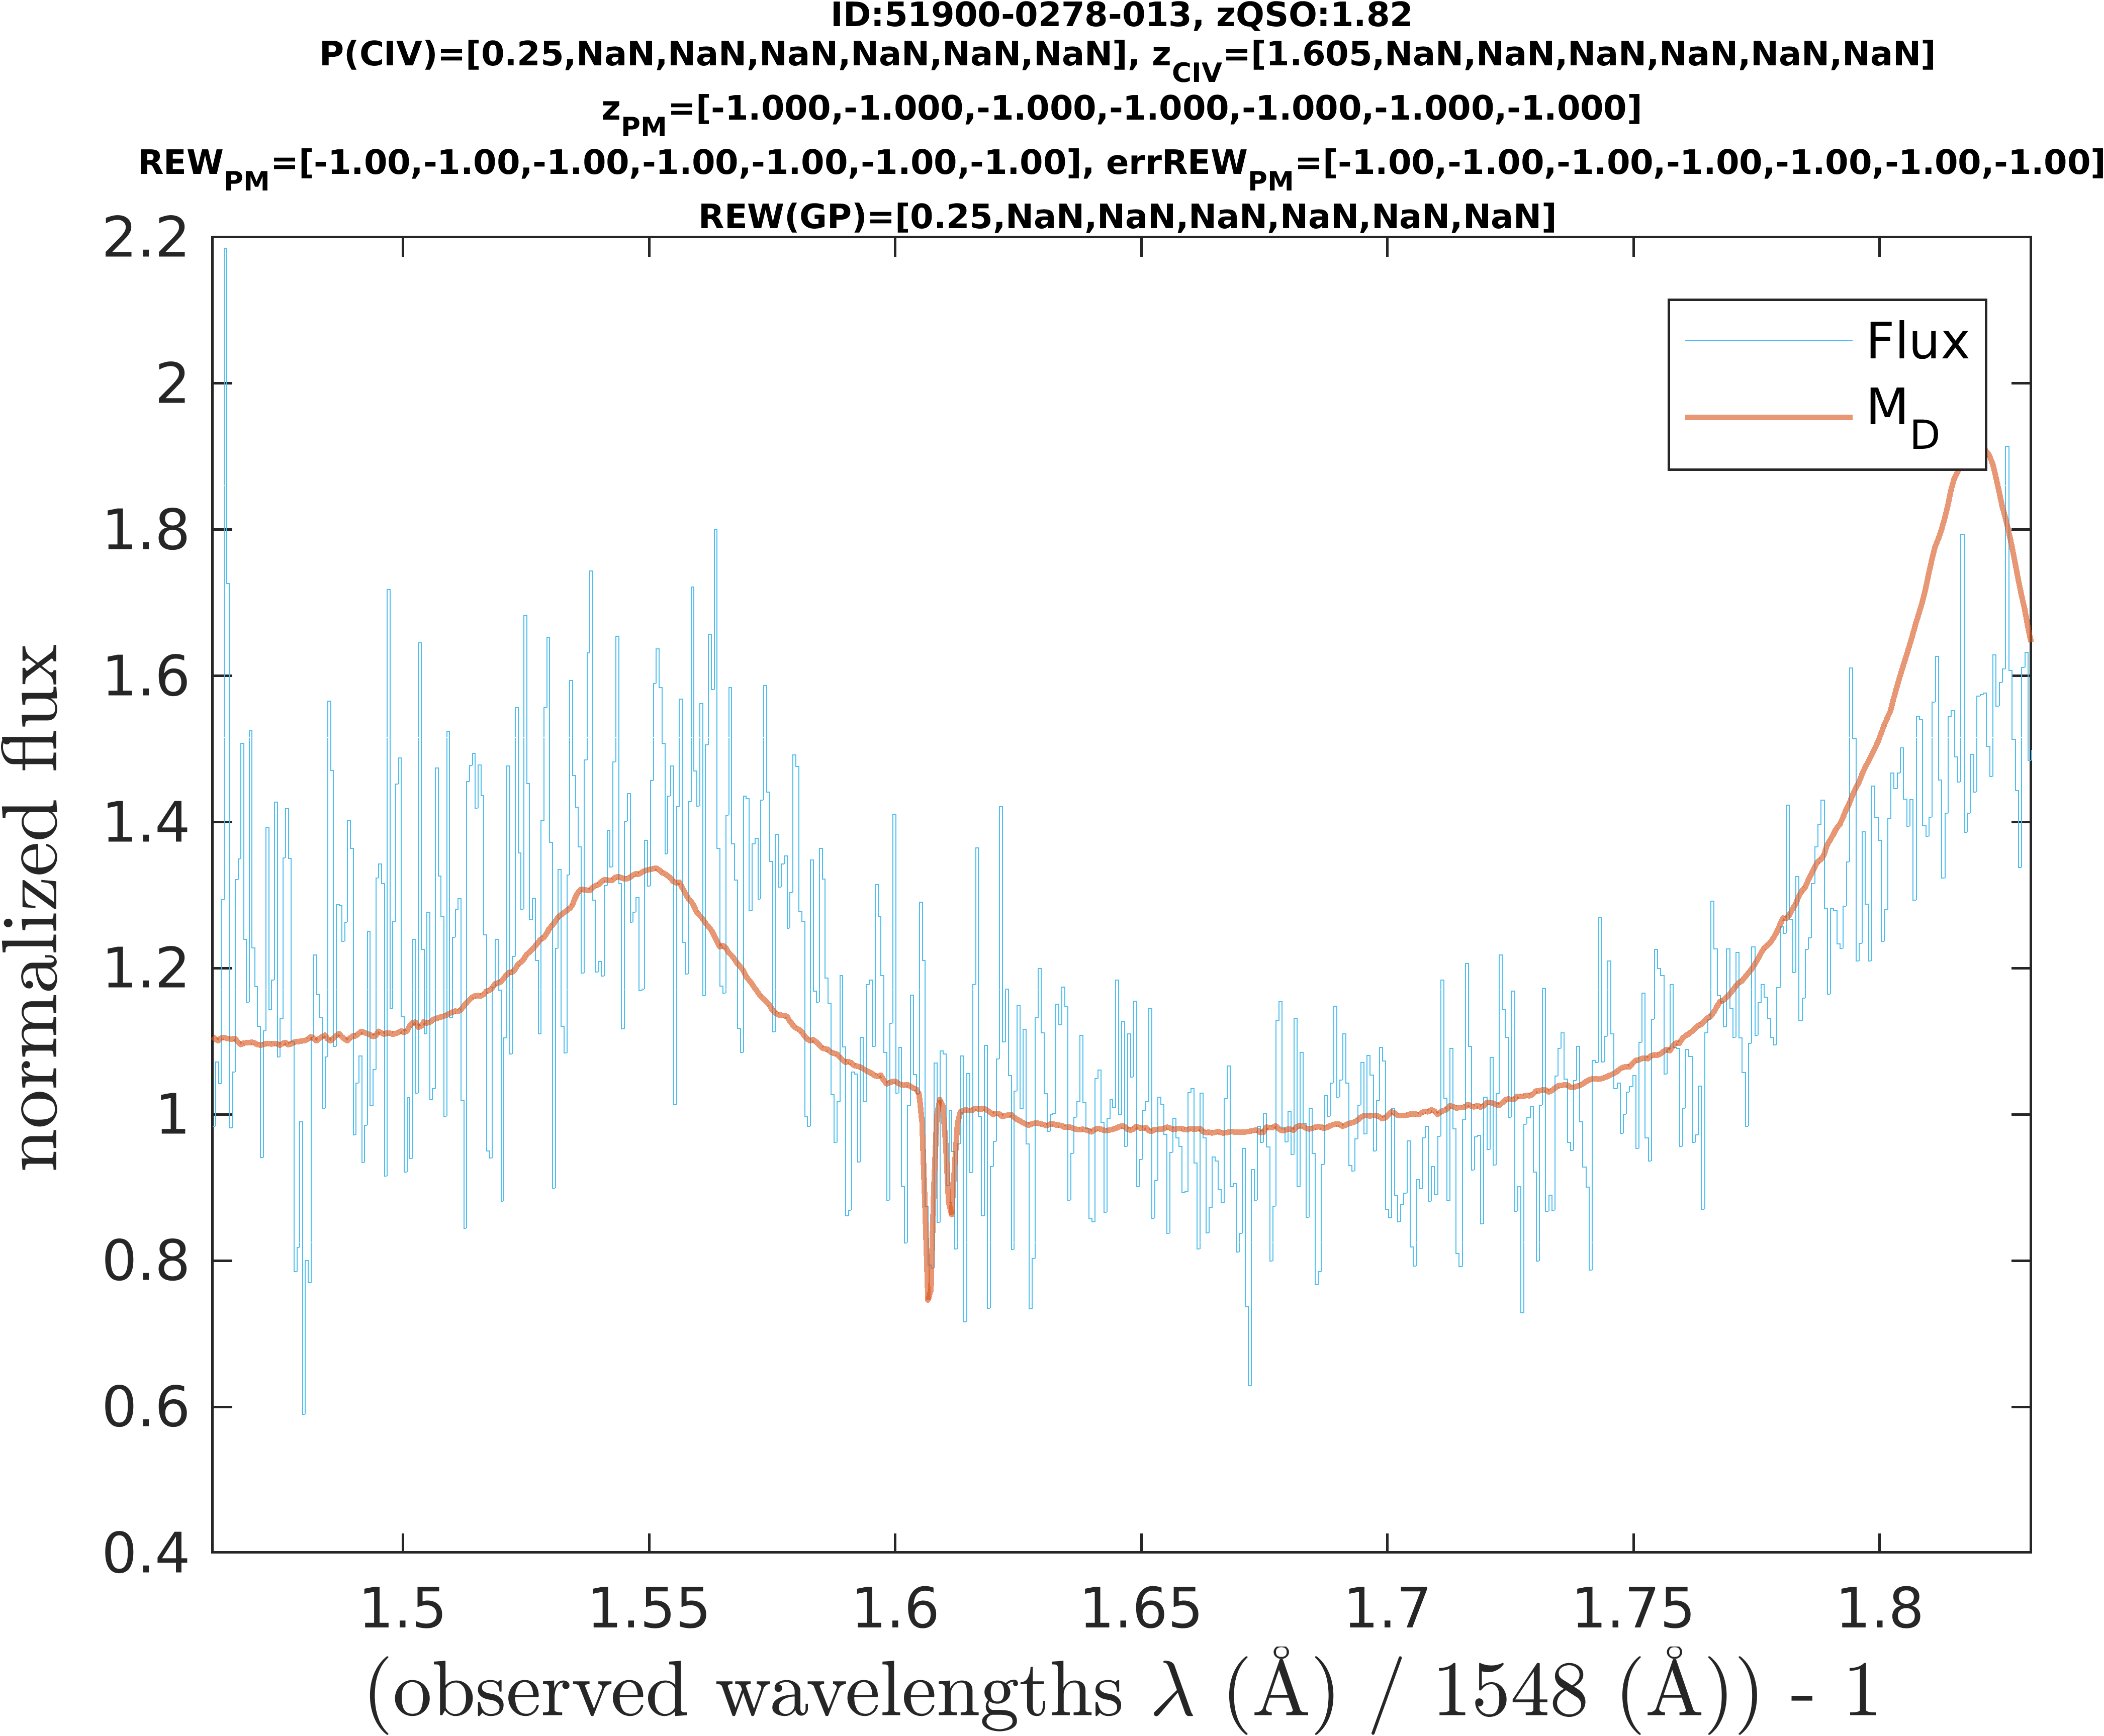 ID:51900-0278-013, zQSO:1.82
P(CIV)=[0.25,NaN,NaN,NaN,NaN,NaN,NaN], zCIV=[1.605,NaN,NaN,NaN,NaN,NaN,NaN]
zPM=[-1.000,-1.000,-1.000,-1.000,-1.000,-1.000,-1.000]
REWPM=[-1.00,-1.00,-1.00,-1.00,-1.00,-1.00,-1.00], errREWPM=[-1.00,-1.00,-1.00,-1.00,-1.00,-1.00,-1.00]
REW(GP)=[0.25,NaN,NaN,NaN,NaN,NaN,NaN]
2.2
2
1.8
1.6
1.4
1.2
1
0.8
0.6
0.4
normalized flux
Flux
MD
1.5 1.55 1.6 1.65 1.7 1.75 1.8
(observed wavelengths λ (Å) / 1548 (Å)) - 1